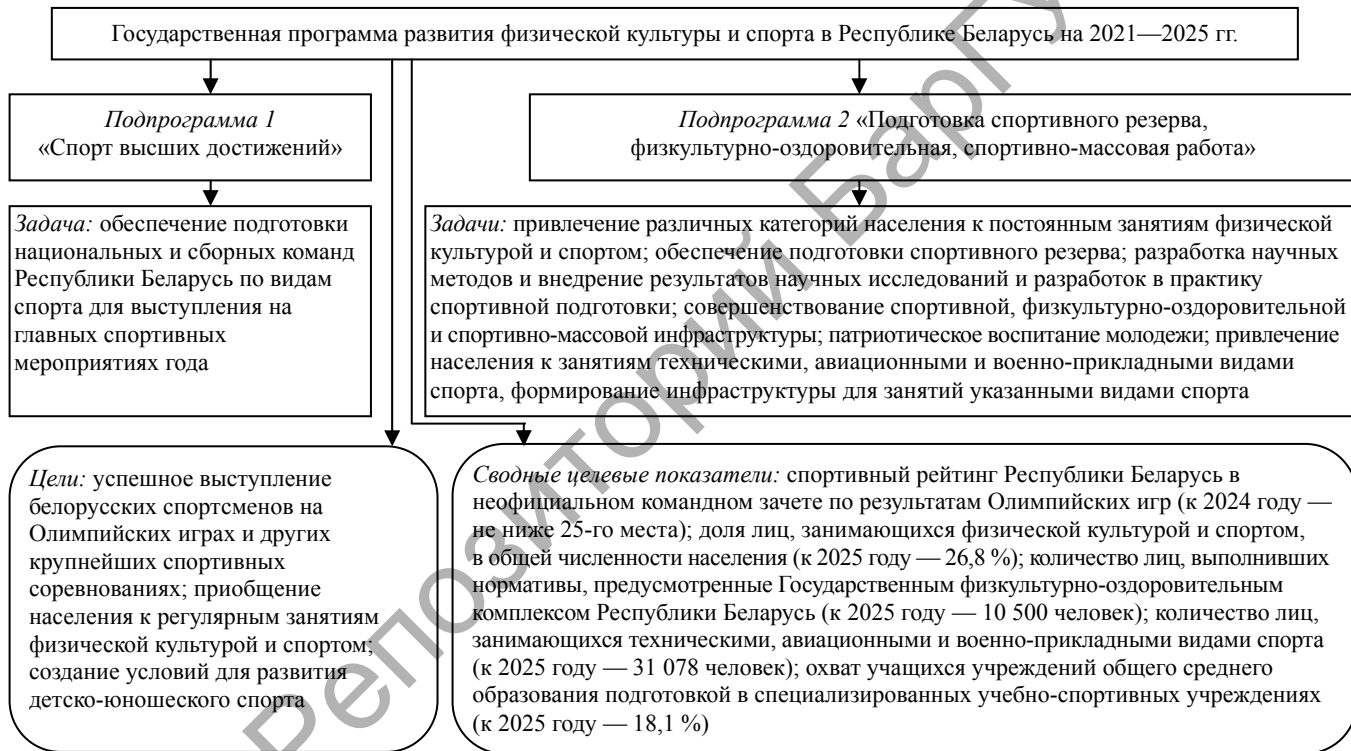 Государственная программа развития физической культуры и спорта в Республике Беларусь на 2021—2025 гг.
Подпрограмма 1
«Спорт высших достижений»
Подпрограмма 2 «Подготовка спортивного резерва,
физкультурно-оздоровительная, спортивно-массовая работа»
Задача: обеспечение подготовки
национальных и сборных команд
Республики Беларусь по видам
спорта для выступления на
главных спортивных
мероприятиях года
Задачи: привлечение различных категорий населения к постоянным занятиям физической
культурой и спортом; обеспечение подготовки спортивного резерва; разработка научных
методов и внедрение результатов научных исследований и разработок в практику
спортивной подготовки; совершенствование спортивной, физкультурно-оздоровительной
и спортивно-массовой инфраструктуры; патриотическое воспитание молодежи; привлечение
населения к занятиям техническими, авиационными и военно-прикладными видами
спорта, формирование инфраструктуры для занятий указанными видами спорта
Цели: успешное выступление
белорусских спортсменов на
Олимпийских играх и других
крупнейших спортивных
соревнованиях; приобщение
населения к регулярным занятиям
физической культурой и спортом;
создание условий для развития
детско-юношеского спорта
Сводные целевые показатели: спортивный рейтинг Республики Беларусь в
неофициальном командном зачете по результатам Олимпийских игр (к 2024 году —
не ниже 25-го места); доля лиц, занимающихся физической культурой и спортом,
в общей численности населения (к 2025 году — 26,8 %); количество лиц, выполнивших
нормативы, предусмотренные Государственным физкультурно-оздоровительным
комплексом Республики Беларусь (к 2025 году — 10 500 человек); количество лиц,
занимающихся техническими, авиационными и военно-прикладными видами спорта
(к 2025 году — 31 078 человек); охват учащихся учреждений общего среднего
образования подготовкой в специализированных учебно-спортивных учреждениях
(к 2025 году — 18,1 %)
Репозиторий БарГУ